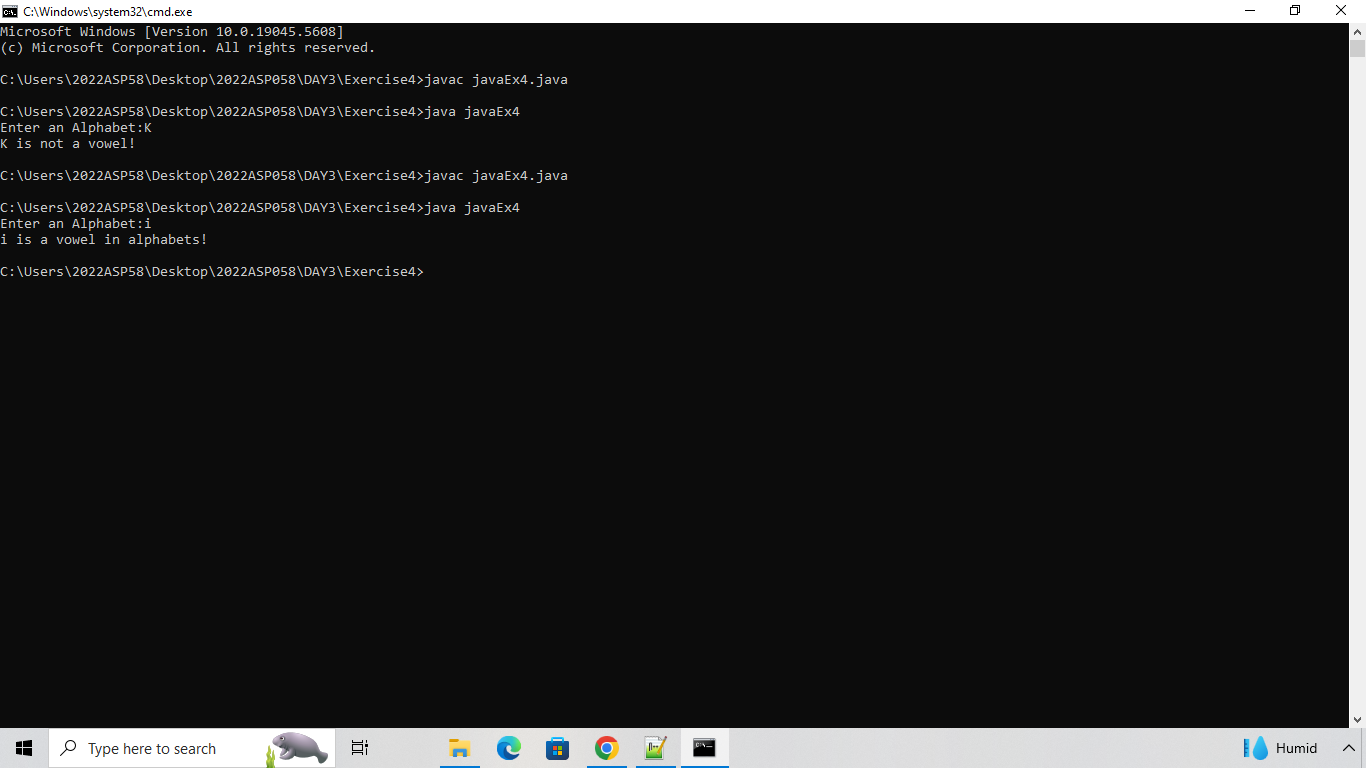 C:\Windows\system32\cmd.exe
Microsoft Windows [Version 10.0.19045.5608]
(c) Microsoft Corporation. All rights reserved.
C:\Users\2022ASP58\Desktop\2022ASP058\DAY3\Exercise4>javac javaEx4.java
C:\Users\2022ASP58\Desktop\2022ASP058\DAY3\Exercise4>java javaEx4
Enter an Alphabet:K
K is not a vowel!
C:\Users\2022ASP58\Desktop\2022ASP058\DAY3\Exercise4>javac javaEx4.java
C:\Users\2022ASP58\Desktop\2022ASP058\DAY3\Exercise4>java javaEx4
Enter an Alphabet:i
i is a vowel in alphabets!
C:\Users\2022ASP58\Desktop\2022ASP058\DAY3\Exercise4>
Type here to search
Humid